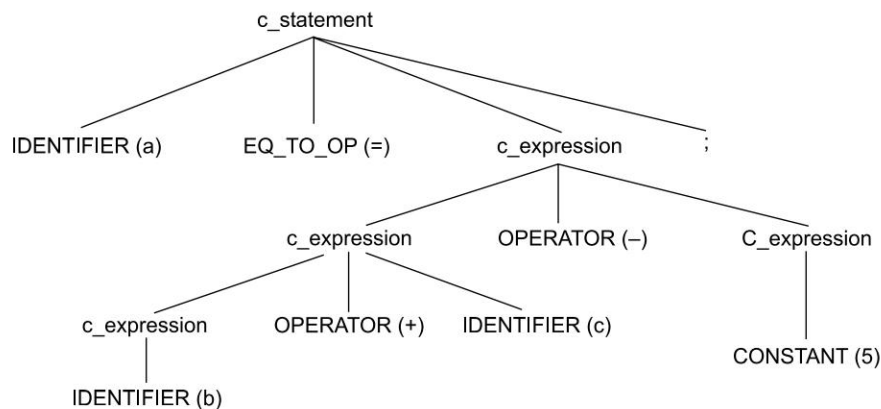 c_statement
IDENTIFIER (a) EQ_TO_OP (=) c_expression ;
c_expression OPERATOR (–) C_expression
c_expression OPERATOR (+) IDENTIFIER (c)
CONSTANT (5)
IDENTIFIER (b)